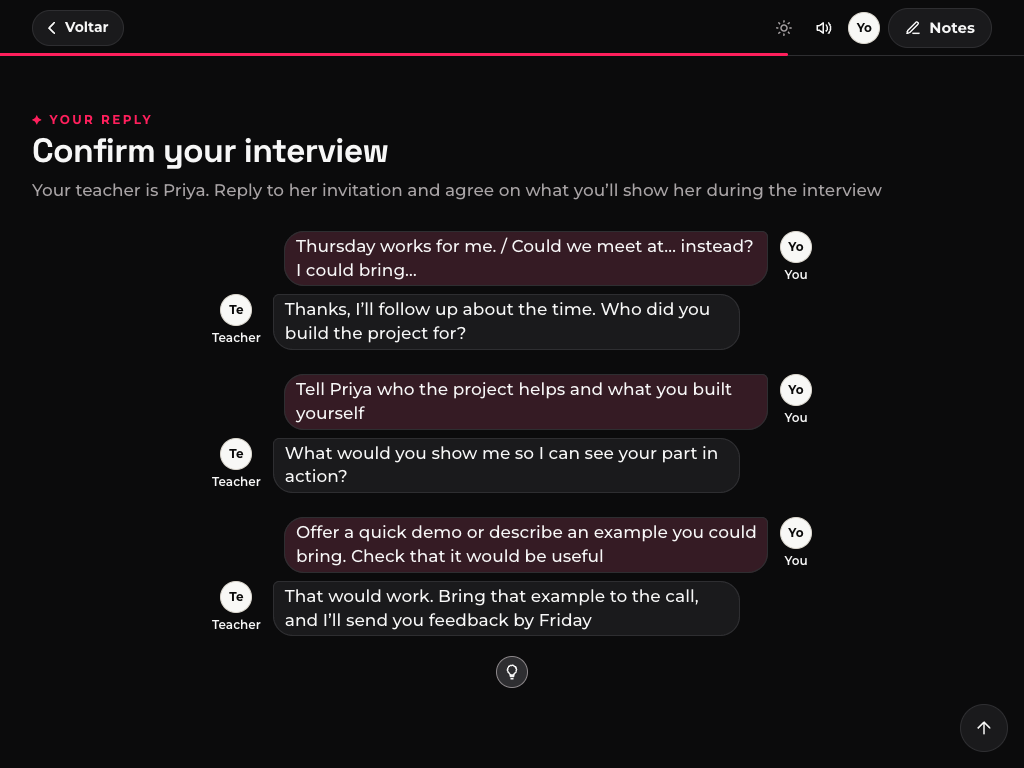 Voltar
Yo
Notes
YOUR REPLY
Confirm your interview
Your teacher is Priya. Reply to her invitation and agree on what you’ll show her during the interview
Thursday works for me. / Could we meet at… instead?
I could bring…
Yo
You
Te
Teacher
Thanks, I’ll follow up about the time. Who did you
build the project for?
Tell Priya who the project helps and what you built
yourself
Yo
You
Te
Teacher
What would you show me so I can see your part in
action?
Offer a quick demo or describe an example you could
bring. Check that it would be useful
Yo
You
Te
Teacher
That would work. Bring that example to the call,
and I’ll send you feedback by Friday